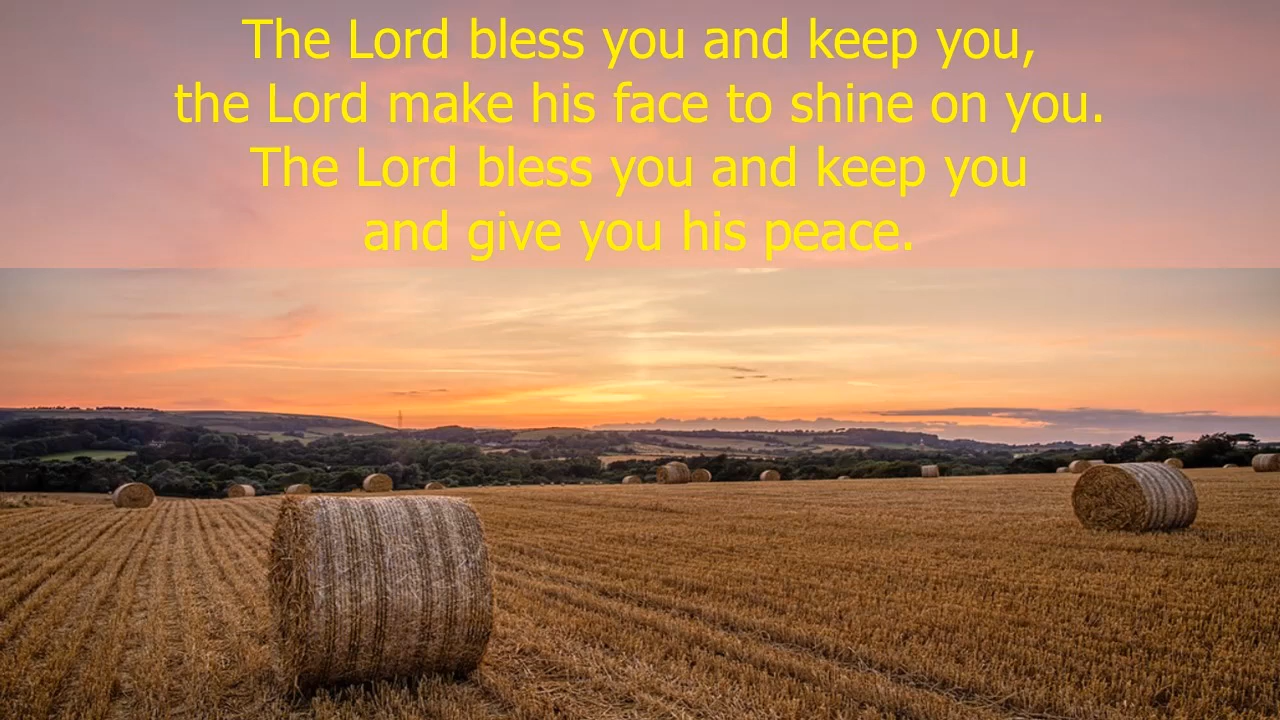 The Lord bless you and keep you,
the Lord make his face to shine on you.
The Lord bless you and keep you
and give you his peace.